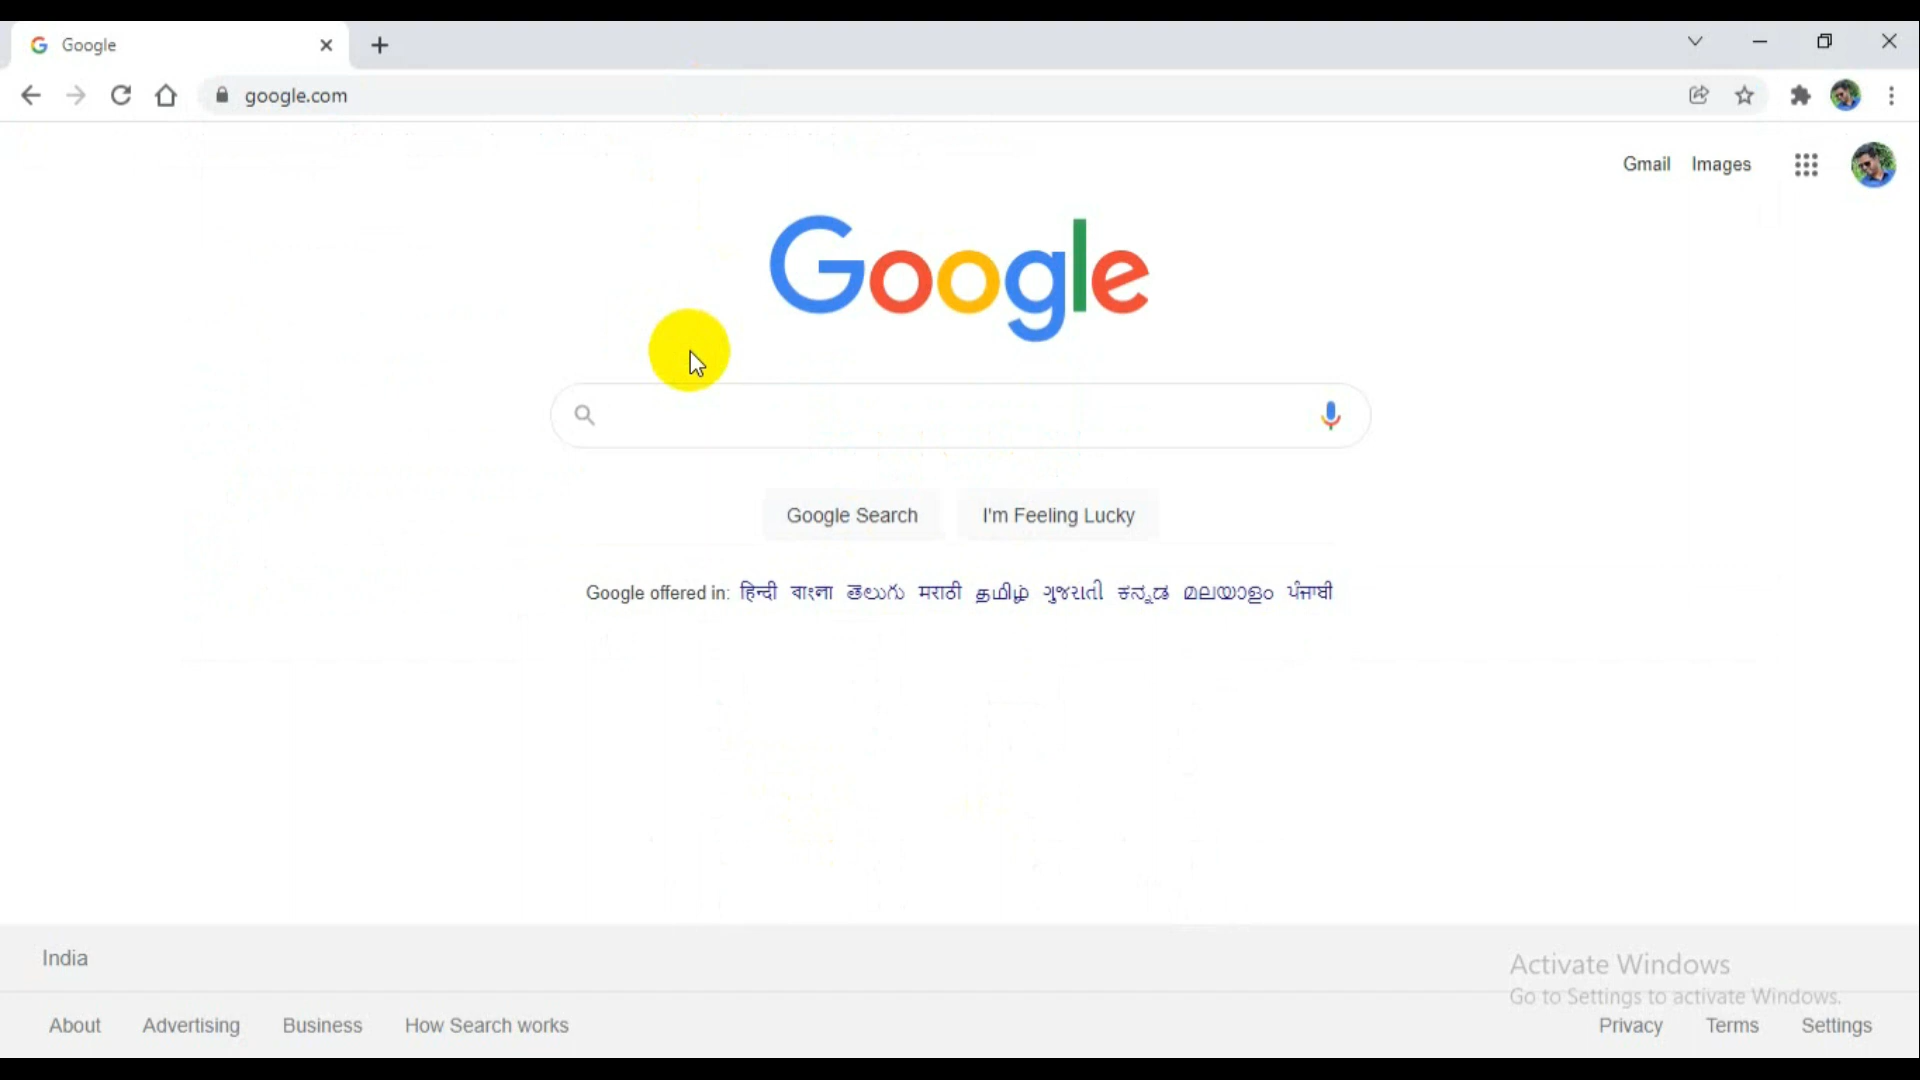 Google
google.com
Gmail Images
Google
Google Search I'm Feeling Lucky
Google offered in: हिन्दी বাংলা తెలుగు मराठी தமிழ் ગુજરાતી ಕನ್ನಡ മലയാളം ਪੰਜਾਬੀ
India
Activate Windows
Go to Settings to activate Windows.
About Advertising Business How Search works Privacy Terms Settings